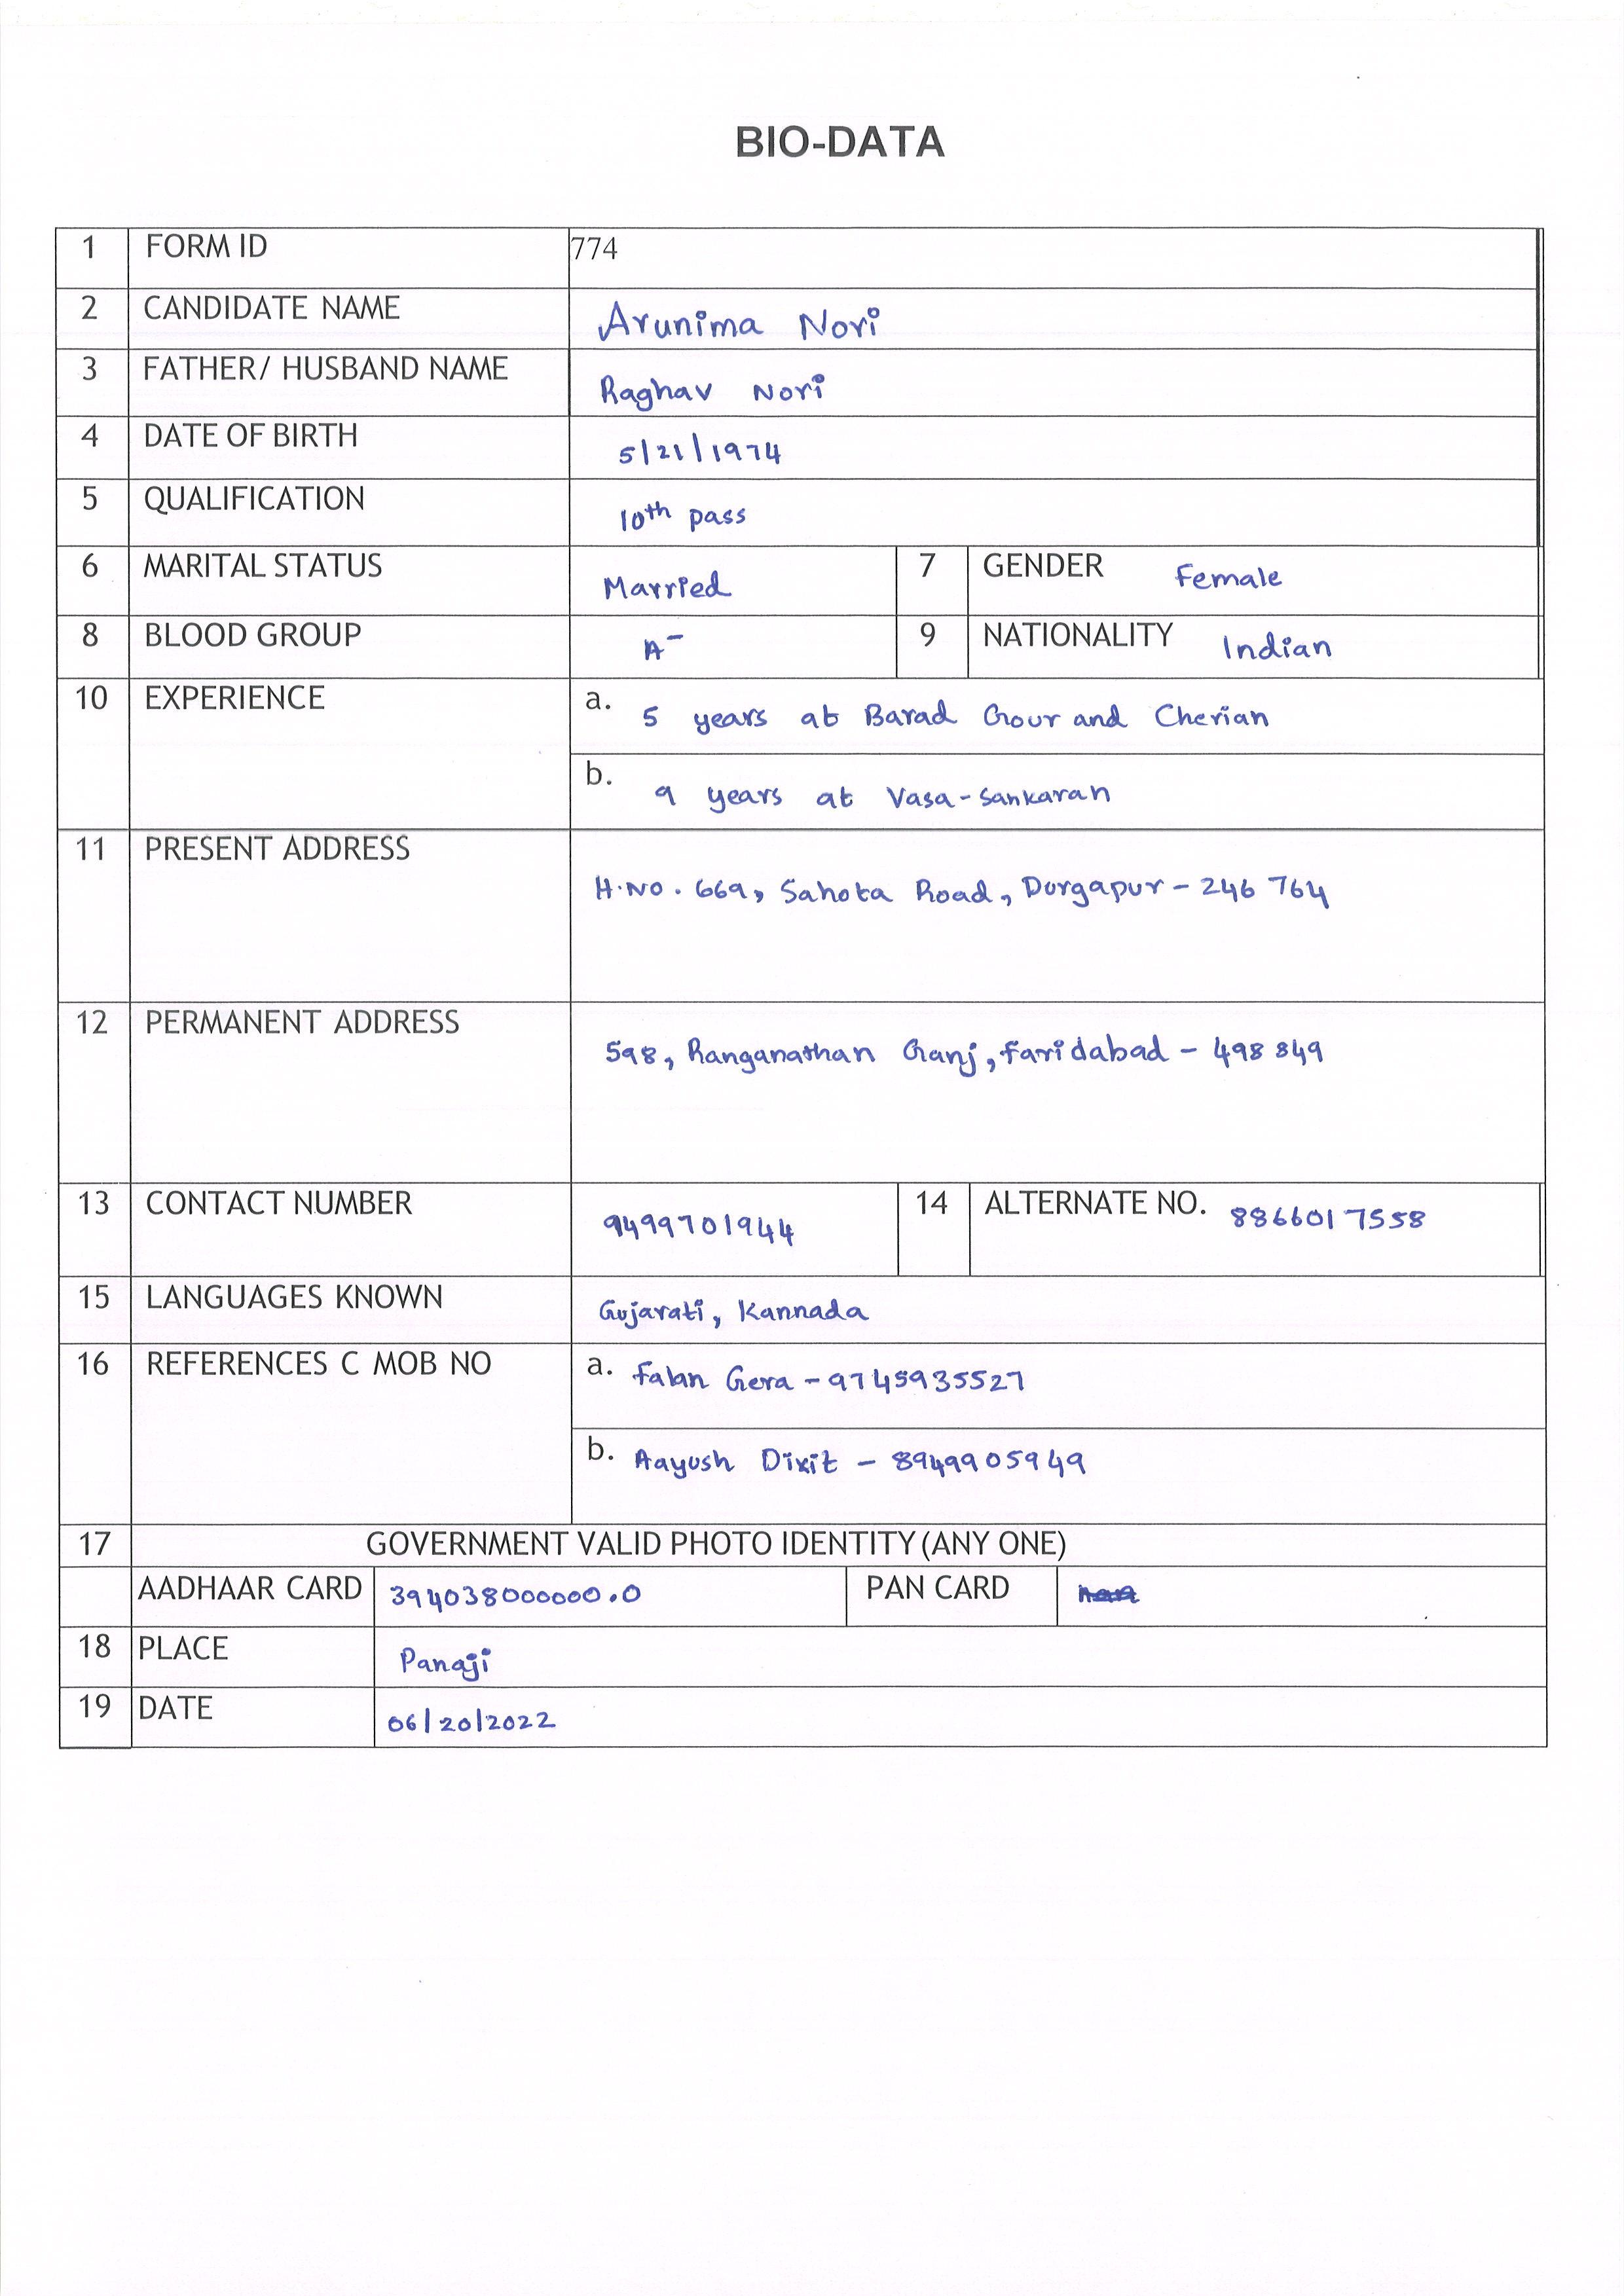 BIO-DATA
1 FORM ID 774
2 CANDIDATE NAME Arunima Nori
3 FATHER/ HUSBAND NAME Raghav Nori
4 DATE OF BIRTH 5/21/1974
5 QUALIFICATION 10th pass
6 MARITAL STATUS Married 7 GENDER Female
8 BLOOD GROUP A- 9 NATIONALITY Indian
10 EXPERIENCE a. 5 years at Barad Gour and Cherian
b. 9 years at Vasa-Sankaran
11 PRESENT ADDRESS
H.NO. 669, Sahota Road, Durgapur - 246 764
12 PERMANENT ADDRESS
598, Ranganathan Ganj, Faridabad - 498 849
13 CONTACT NUMBER 9499701944 14 ALTERNATE NO. 8866017558
15 LANGUAGES KNOWN Gujarati, Kannada
16 REFERENCES C MOB NO a. Falan Gera - 9745935527
b. Aayush Dixit - 8949905949
17 GOVERNMENT VALID PHOTO IDENTITY (ANY ONE)
AADHAAR CARD 394038000000.0 PAN CARD
18 PLACE Panaji
19 DATE 06/20/2022